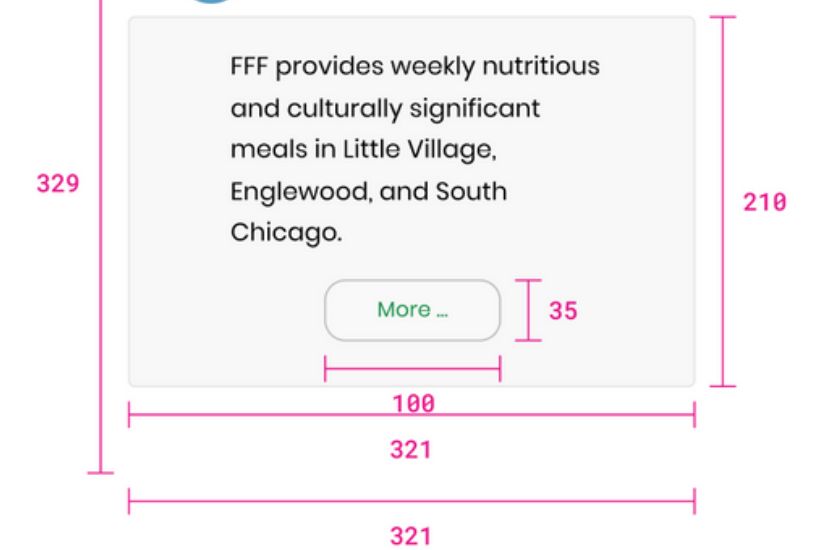 FFF provides weekly nutritious
and culturally significant
meals in Little Village,
329
Englewood, and South
210
Chicago.
More ...
35
100
321
321